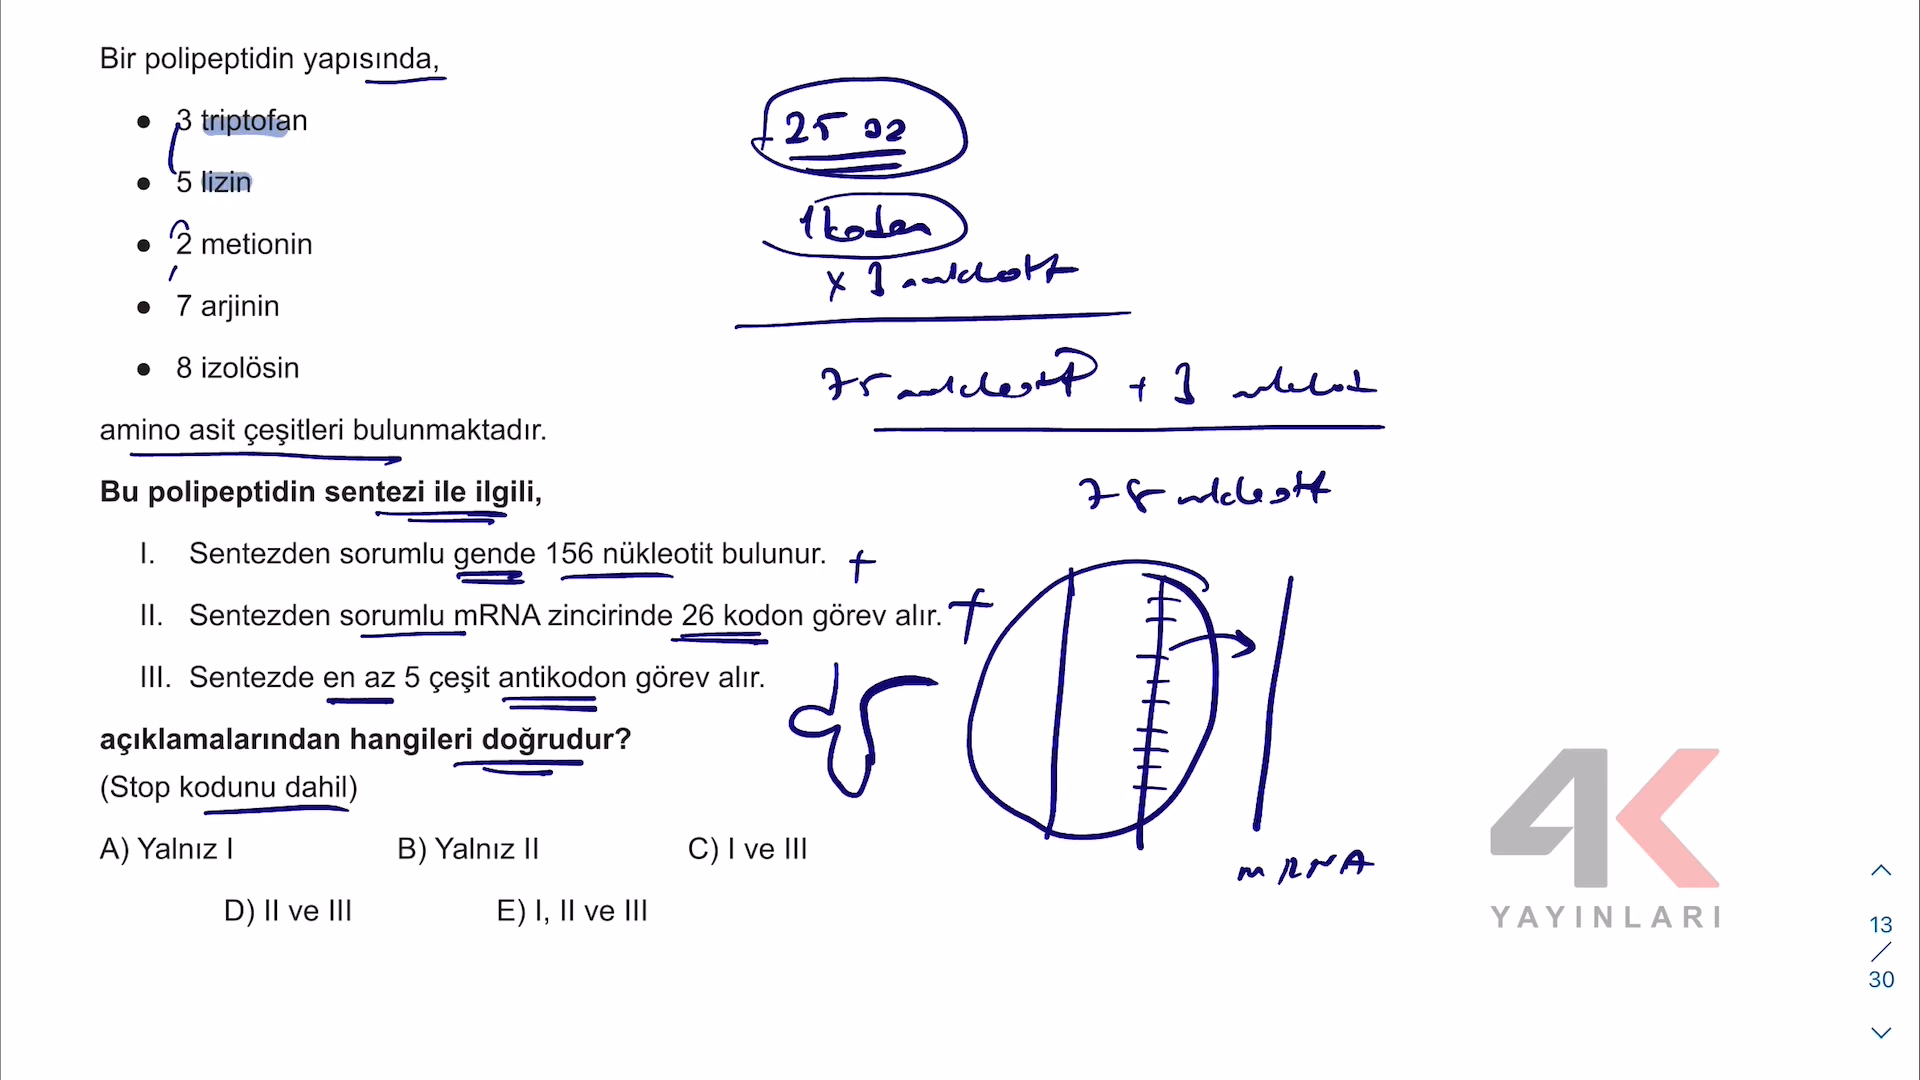 Bir polipeptidin yapısında,
● 3 triptofan
● 5 lizin
● 2 metionin
● 7 arjinin
● 8 izolösin
amino asit çeşitleri bulunmaktadır.
Bu polipeptidin sentezi ile ilgili,
I. Sentezden sorumlu gende 156 nükleotit bulunur. +
II. Sentezden sorumlu mRNA zincirinde 26 kodon görev alır. +
III. Sentezde en az 5 çeşit antikodon görev alır.
açıklamalarından hangileri doğrudur?
(Stop kodunu dahil)
A) Yalnız I B) Yalnız II C) I ve III
D) II ve III E) I, II ve III
25 aa
1 kodon
x 3 nükleotit
75 nükleotit + 3 nükleot
78 nükleotit
mRNA
4K
YAYINLARI
13
/
30